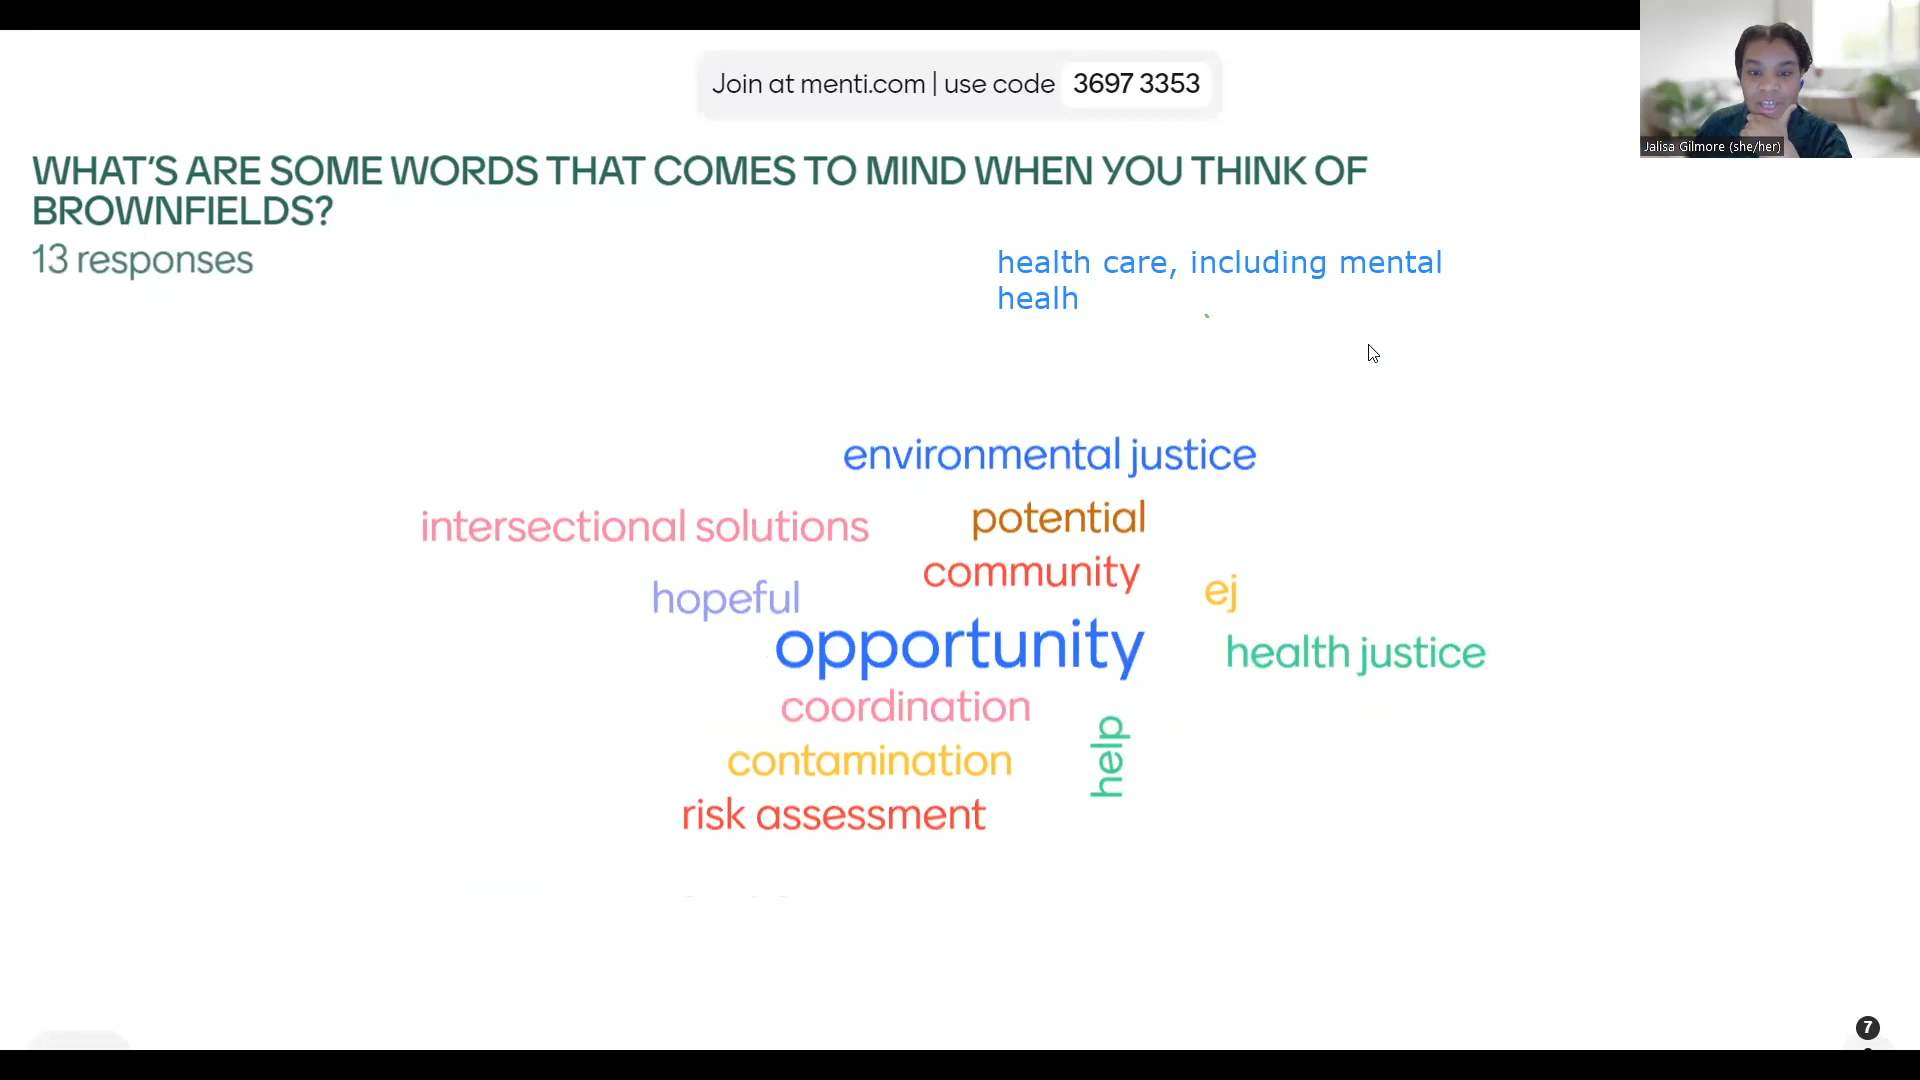 Join at menti.com | use code 3697 3353
Jalisa Gilmore (she/her)
WHAT'S ARE SOME WORDS THAT COMES TO MIND WHEN YOU THINK OF
BROWNFIELDS?
13 responses
health care, including mental
healh
environmental justice
intersectional solutions
potential
community
hopeful
ej
opportunity
health justice
coordination
help
contamination
risk assessment
7